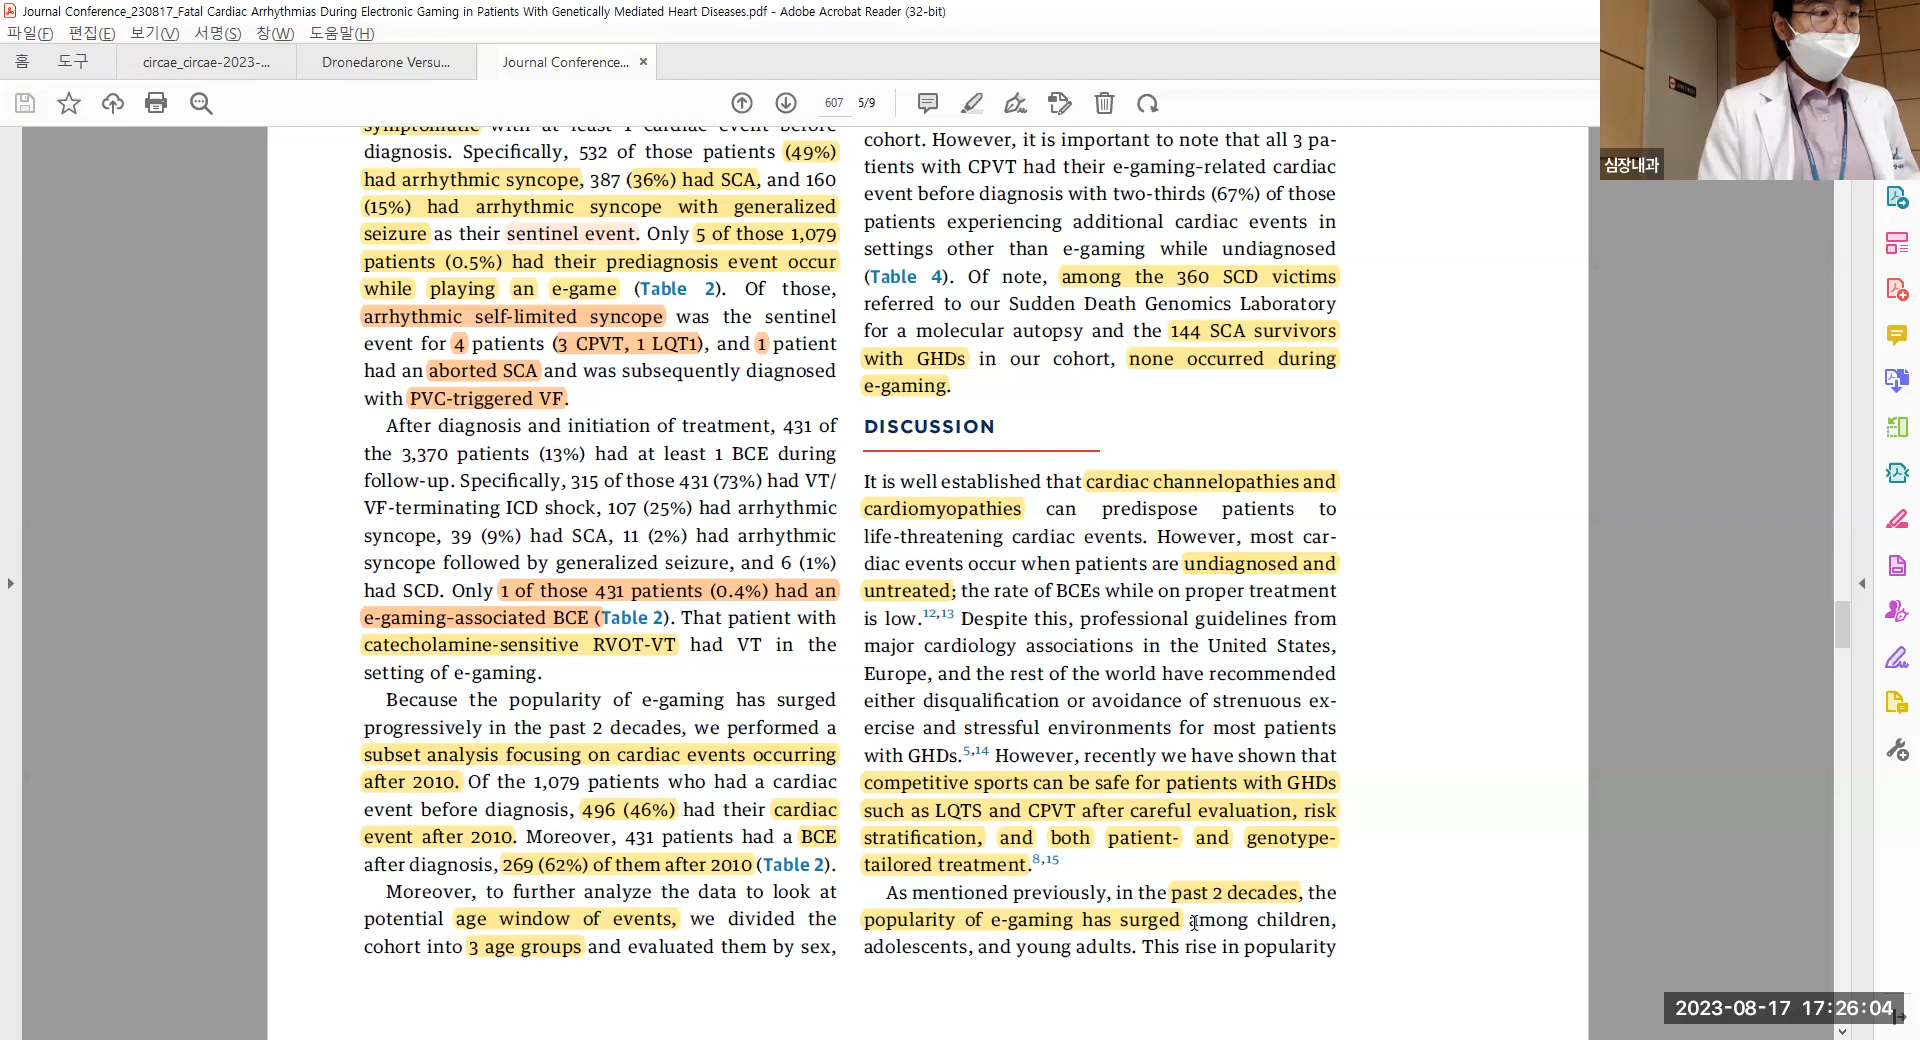 Journal Conference_230817_Fatal Cardiac Arrhythmias During Electronic Gaming in Patients With Genetically Mediated Heart Diseases.pdf - Adobe Acrobat Reader (32-bit)
파일(F) 편집(E) 보기(V) 서명(S) 창(W) 도움말(H)
홈 도구 circae_circae-2023-... Dronedarone Versu... Journal Conference... ×
607 5/9
심장내과
symptomatic with at least 1 cardiac event before
diagnosis. Specifically, 532 of those patients (49%)
had arrhythmic syncope, 387 (36%) had SCA, and 160
(15%) had arrhythmic syncope with generalized
seizure as their sentinel event. Only 5 of those 1,079
patients (0.5%) had their prediagnosis event occur
while playing an e-game (Table 2). Of those,
arrhythmic self-limited syncope was the sentinel
event for 4 patients (3 CPVT, 1 LQT1), and 1 patient
had an aborted SCA and was subsequently diagnosed
with PVC-triggered VF.
After diagnosis and initiation of treatment, 431 of
the 3,370 patients (13%) had at least 1 BCE during
follow-up. Specifically, 315 of those 431 (73%) had VT/
VF-terminating ICD shock, 107 (25%) had arrhythmic
syncope, 39 (9%) had SCA, 11 (2%) had arrhythmic
syncope followed by generalized seizure, and 6 (1%)
had SCD. Only 1 of those 431 patients (0.4%) had an
e-gaming-associated BCE (Table 2). That patient with
catecholamine-sensitive RVOT-VT had VT in the
setting of e-gaming.
Because the popularity of e-gaming has surged
progressively in the past 2 decades, we performed a
subset analysis focusing on cardiac events occurring
after 2010. Of the 1,079 patients who had a cardiac
event before diagnosis, 496 (46%) had their cardiac
event after 2010. Moreover, 431 patients had a BCE
after diagnosis, 269 (62%) of them after 2010 (Table 2).
Moreover, to further analyze the data to look at
potential age window of events, we divided the
cohort into 3 age groups and evaluated them by sex,
cohort. However, it is important to note that all 3 pa-
tients with CPVT had their e-gaming-related cardiac
event before diagnosis with two-thirds (67%) of those
patients experiencing additional cardiac events in
settings other than e-gaming while undiagnosed
(Table 4). Of note, among the 360 SCD victims
referred to our Sudden Death Genomics Laboratory
for a molecular autopsy and the 144 SCA survivors
with GHDs in our cohort, none occurred during
e-gaming.
DISCUSSION
It is well established that cardiac channelopathies and
cardiomyopathies can predispose patients to
life-threatening cardiac events. However, most car-
diac events occur when patients are undiagnosed and
untreated; the rate of BCEs while on proper treatment
is low.12,13 Despite this, professional guidelines from
major cardiology associations in the United States,
Europe, and the rest of the world have recommended
either disqualification or avoidance of strenuous ex-
ercise and stressful environments for most patients
with GHDs.5,14 However, recently we have shown that
competitive sports can be safe for patients with GHDs
such as LQTS and CPVT after careful evaluation, risk
stratification, and both patient- and genotype-
tailored treatment.8,15
As mentioned previously, in the past 2 decades, the
popularity of e-gaming has surged among children,
adolescents, and young adults. This rise in popularity
2023-08-17 17:26:04